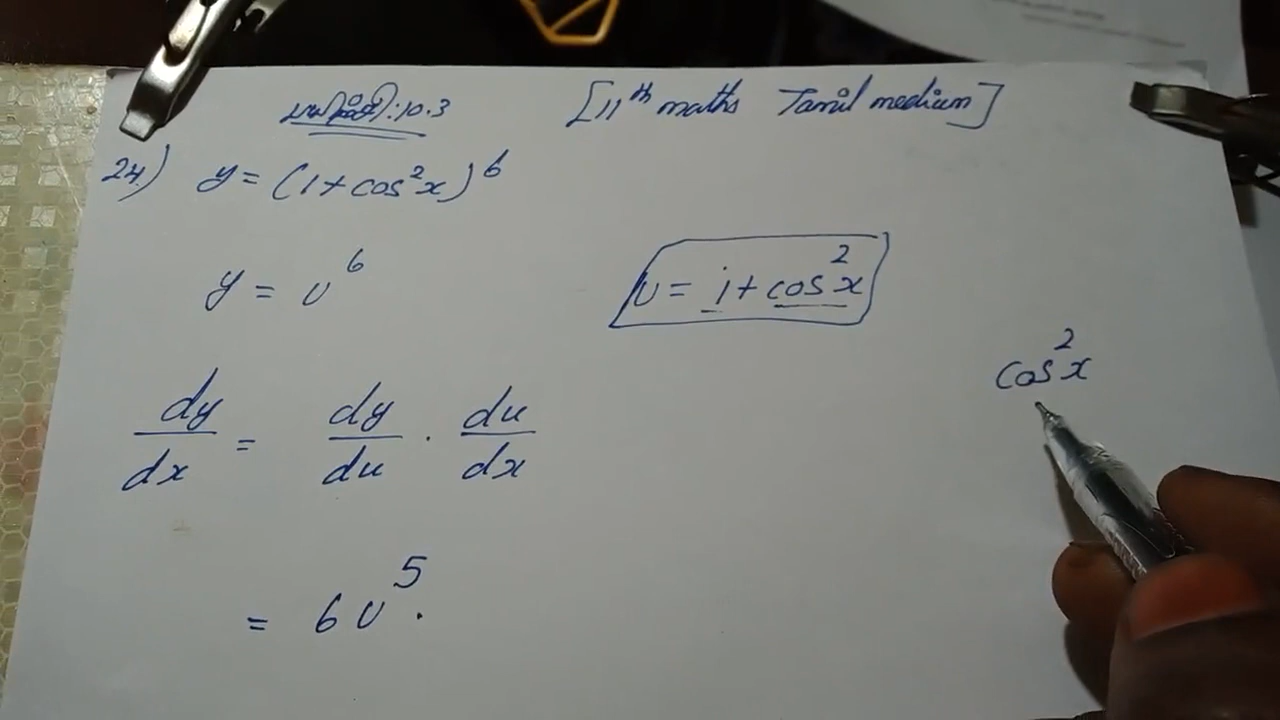 பயிற்சி: 10.3 [11th maths Tamil medium]
24.) y = (1+cos²x)⁶
y = u⁶
u = 1 + cos²x
cos²x
dy/dx = dy/du · du/dx
= 6u⁵.